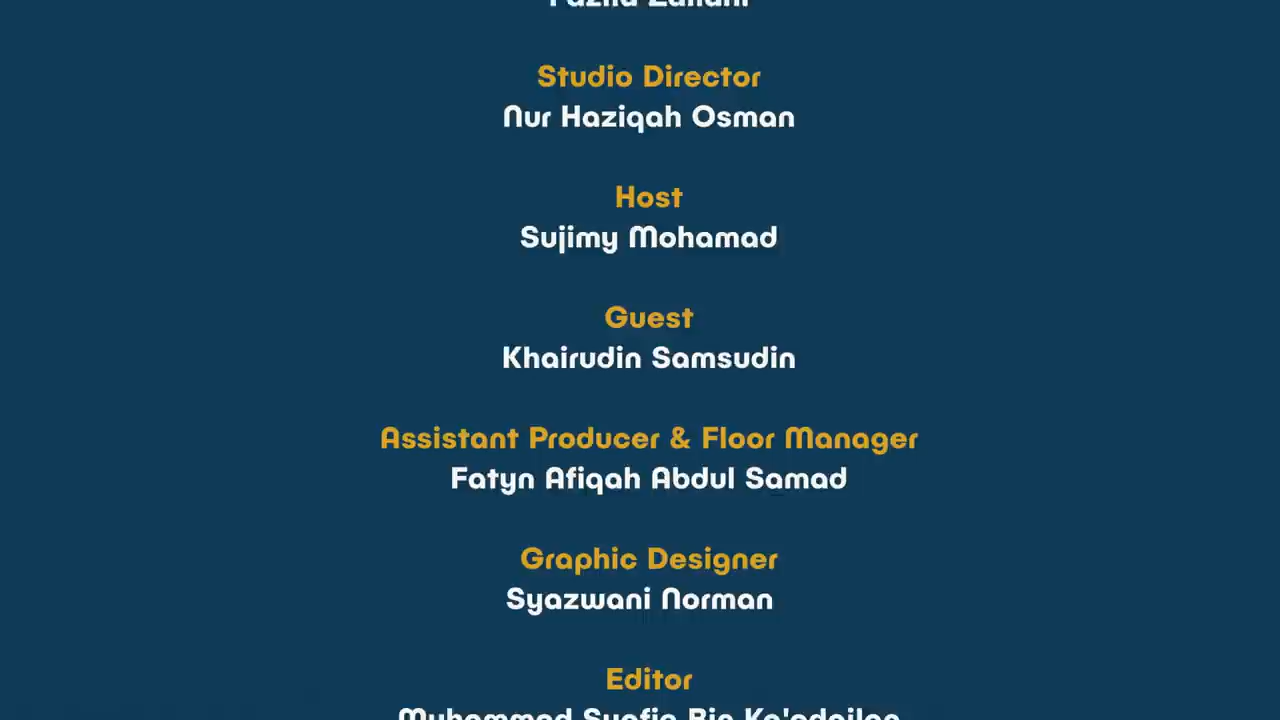 Studio Director
Nur Haziqah Osman
Host
Sujimy Mohamad
Guest
Khairudin Samsudin
Assistant Producer & Floor Manager
Fatyn Afiqah Abdul Samad
Graphic Designer
Syazwani Norman
Editor